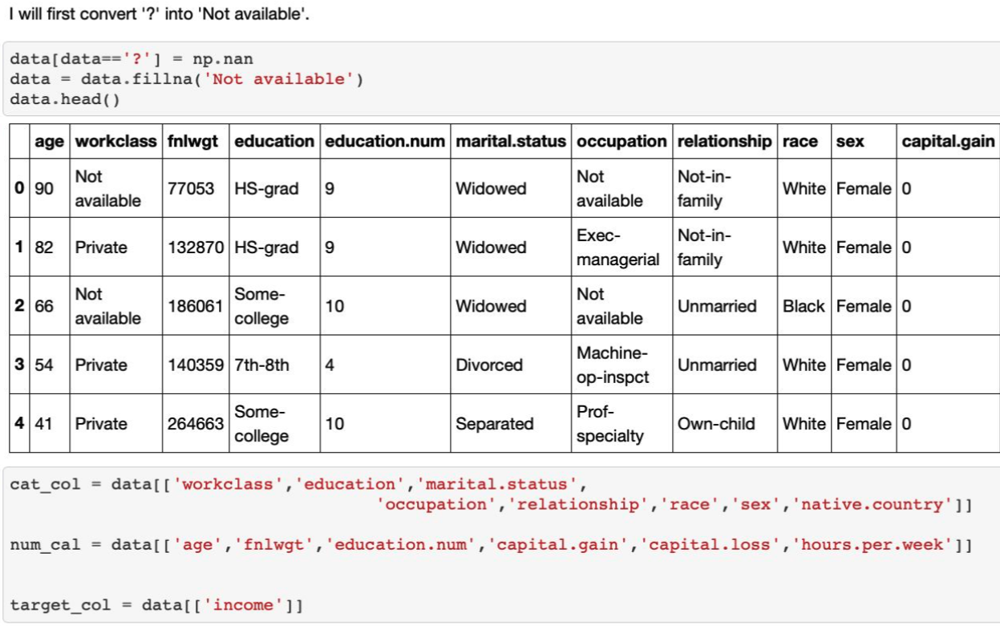 I will first convert '?' into 'Not available'.
data[data=='?'] = np.nan
data = data.fillna('Not available')
data.head()
age workclass fnlwgt education education.num marital.status occupation relationship race sex capital.gain
0 90 Not available 77053 HS-grad 9 Widowed Not available Not-in-family White Female 0
1 82 Private 132870 HS-grad 9 Widowed Exec-managerial Not-in-family White Female 0
2 66 Not available 186061 Some-college 10 Widowed Not available Unmarried Black Female 0
3 54 Private 140359 7th-8th 4 Divorced Machine-op-inspct Unmarried White Female 0
4 41 Private 264663 Some-college 10 Separated Prof-specialty Own-child White Female 0
cat_col = data[['workclass','education','marital.status',
'occupation','relationship','race','sex','native.country']]
num_cal = data[['age','fnlwgt','education.num','capital.gain','capital.loss','hours.per.week']]
target_col = data[['income']]